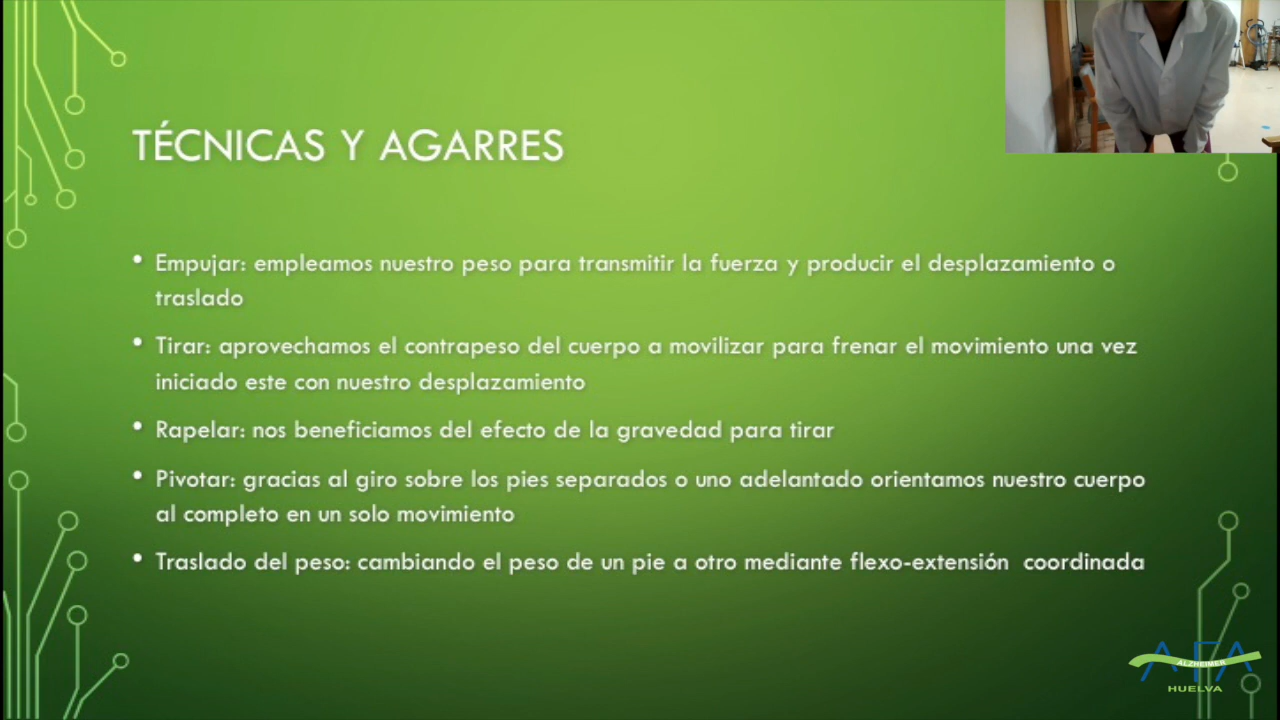 TÉCNICAS Y AGARRES
• Empujar: empleamos nuestro peso para transmitir la fuerza y producir el desplazamiento o
traslado
• Tirar: aprovechamos el contrapeso del cuerpo a movilizar para frenar el movimiento una vez
iniciado este con nuestro desplazamiento
• Rapelar: nos beneficiamos del efecto de la gravedad para tirar
• Pivotar: gracias al giro sobre los pies separados o uno adelantado orientamos nuestro cuerpo
al completo en un solo movimiento
• Traslado del peso: cambiando el peso de un pie a otro mediante flexo-extensión  coordinada
AFA
ALZHEIMER
HUELVA